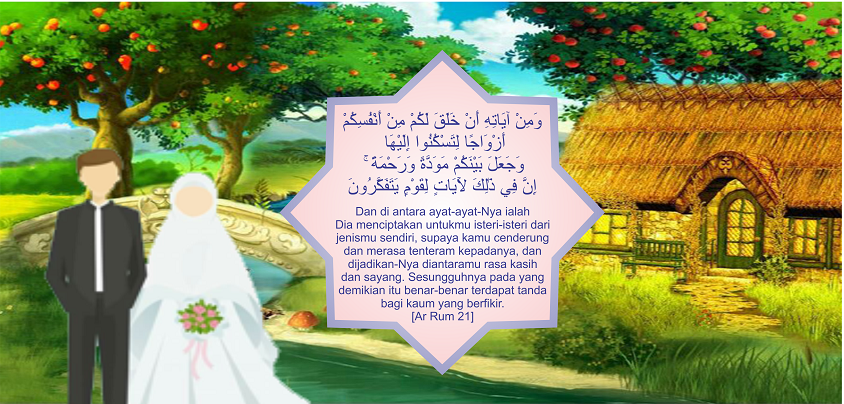 وَمِنْ آيَاتِهِ أَنْ خَلَقَ لَكُمْ مِنْ أَنْفُسِكُمْ
أَزْوَاجًا لِتَسْكُنُوا إِلَيْهَا
وَجَعَلَ بَيْنَكُمْ مَوَدَّةً وَرَحْمَةً ۚ
إِنَّ فِي ذَلِكَ لَآيَاتٍ لِقَوْمٍ يَتَفَكَّرُونَ
Dan di antara ayat-ayat-Nya ialah
Dia menciptakan untukmu isteri-isteri dari
jenismu sendiri, supaya kamu cenderung
dan merasa tenteram kepadanya, dan
dijadikan-Nya diantaramu rasa kasih
dan sayang. Sesungguhnya pada yang
demikian itu benar-benar terdapat tanda
bagi kaum yang berfikir.
[Ar Rum 21]